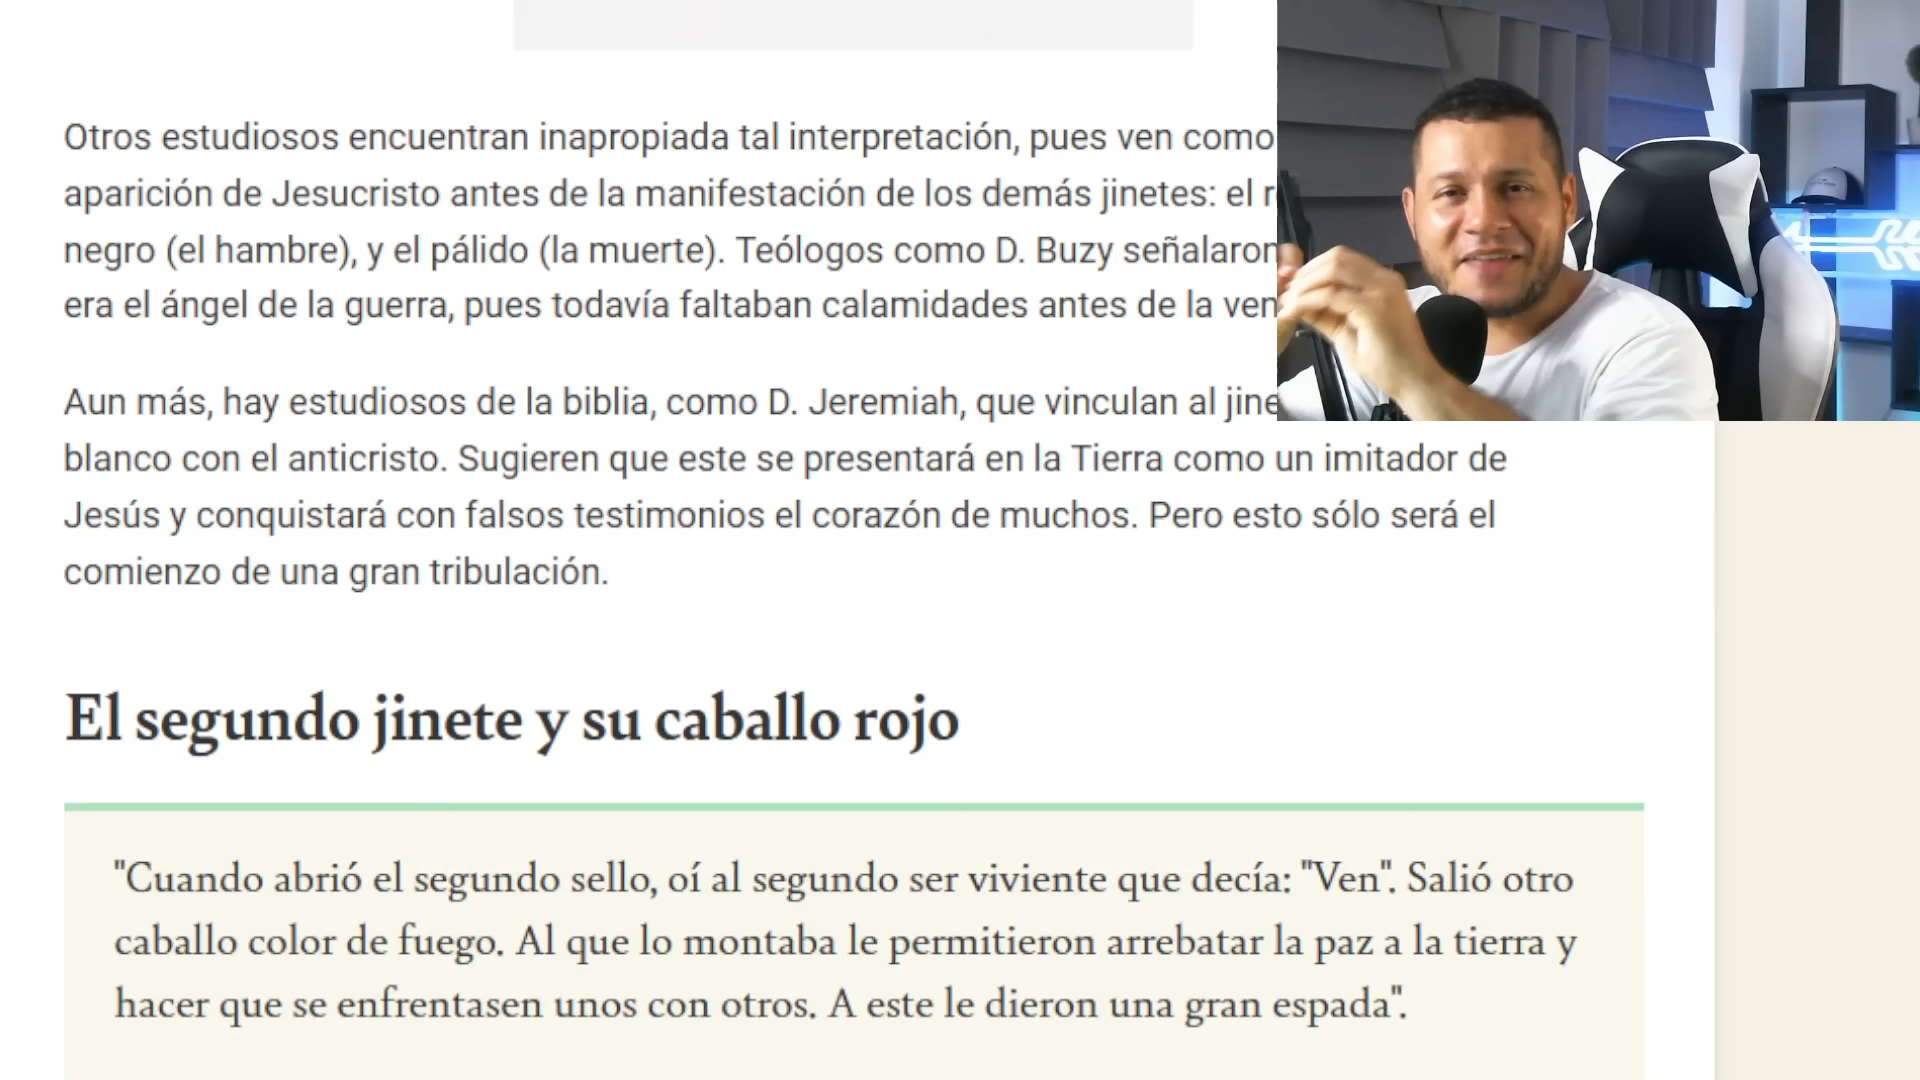 Otros estudiosos encuentran inapropiada tal interpretación, pues ven como
aparición de Jesucristo antes de la manifestación de los demás jinetes: el
negro (el hambre), y el pálido (la muerte). Teólogos como D. Buzy señalaron
era el ángel de la guerra, pues todavía faltaban calamidades antes de la
Aun más, hay estudiosos de la biblia, como D. Jeremiah, que vinculan al
blanco con el anticristo. Sugieren que este se presentará en la Tierra como un imitador de
Jesús y conquistará con falsos testimonios el corazón de muchos. Pero esto sólo será el
comienzo de una gran tribulación.
El segundo jinete y su caballo rojo
"Cuando abrió el segundo sello, oí al segundo ser viviente que decía: "Ven". Salió otro
caballo color de fuego. Al que lo montaba le permitieron arrebatar la paz a la tierra y
hacer que se enfrentasen unos con otros. A este le dieron una gran espada".